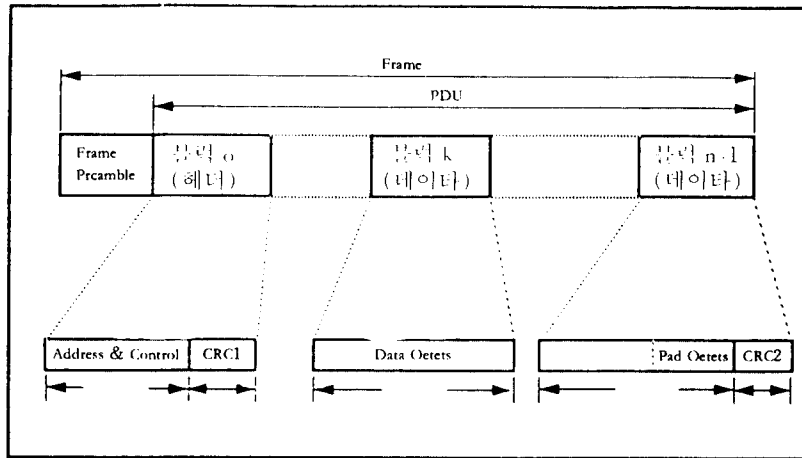 Frame
PDU
Frame
Preamble
블럭 0
(헤더)
블럭 k
(데이타)
블럭 n-1
(데이타)
Address & Control
CRC1
Data Octets
Pad Octets
CRC2